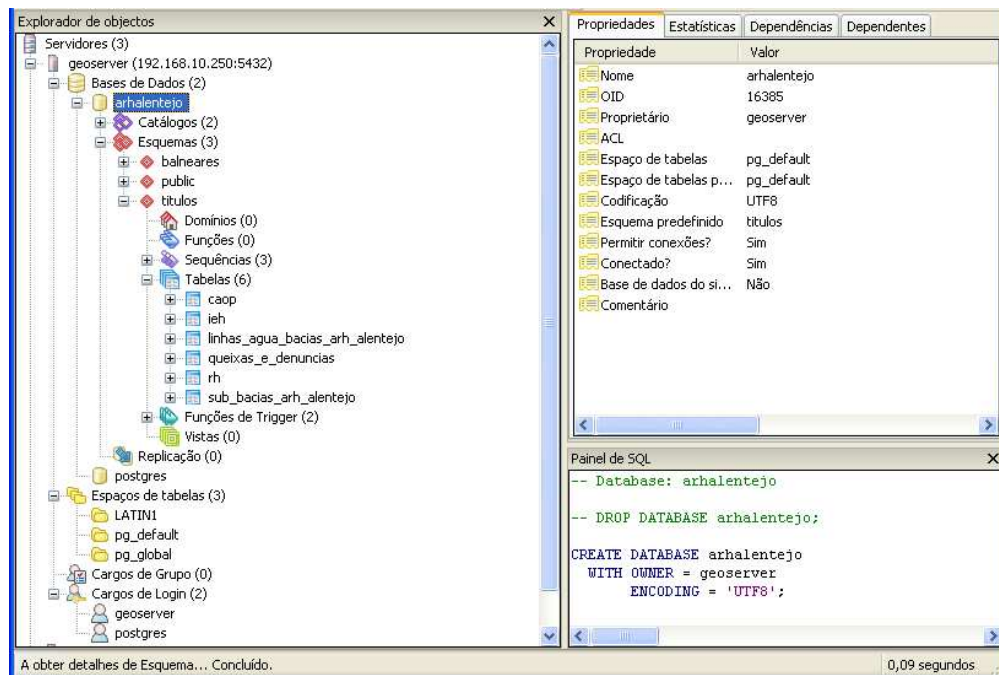 Explorador de objectos
Servidores (3)
geoserver (192.168.10.250:5432)
Bases de Dados (2)
arhalentejo
Catálogos (2)
Esquemas (3)
balneares
public
titulos
Domínios (0)
Funções (0)
Sequências (3)
Tabelas (6)
caop
ieh
linhas_agua_bacias_arh_alentejo
queixas_e_denuncias
rh
sub_bacias_arh_alentejo
Funções de Trigger (2)
Vistas (0)
Replicação (0)
postgres
Espaços de tabelas (3)
LATIN1
pg_default
pg_global
Cargos de Grupo (0)
Cargos de Login (2)
geoserver
postgres
Propriedades Estatísticas Dependências Dependentes
Propriedade Valor
Nome arhalentejo
OID 16385
Proprietário geoserver
ACL
Espaço de tabelas pg_default
Espaço de tabelas p... pg_default
Codificação UTF8
Esquema predefinido titulos
Permitir conexões? Sim
Conectado? Sim
Base de dados do si... Não
Comentário
Painel de SQL
-- Database: arhalentejo
-- DROP DATABASE arhalentejo;
CREATE DATABASE arhalentejo
WITH OWNER = geoserver
ENCODING = 'UTF8';
A obter detalhes de Esquema... Concluído. 0,09 segundos